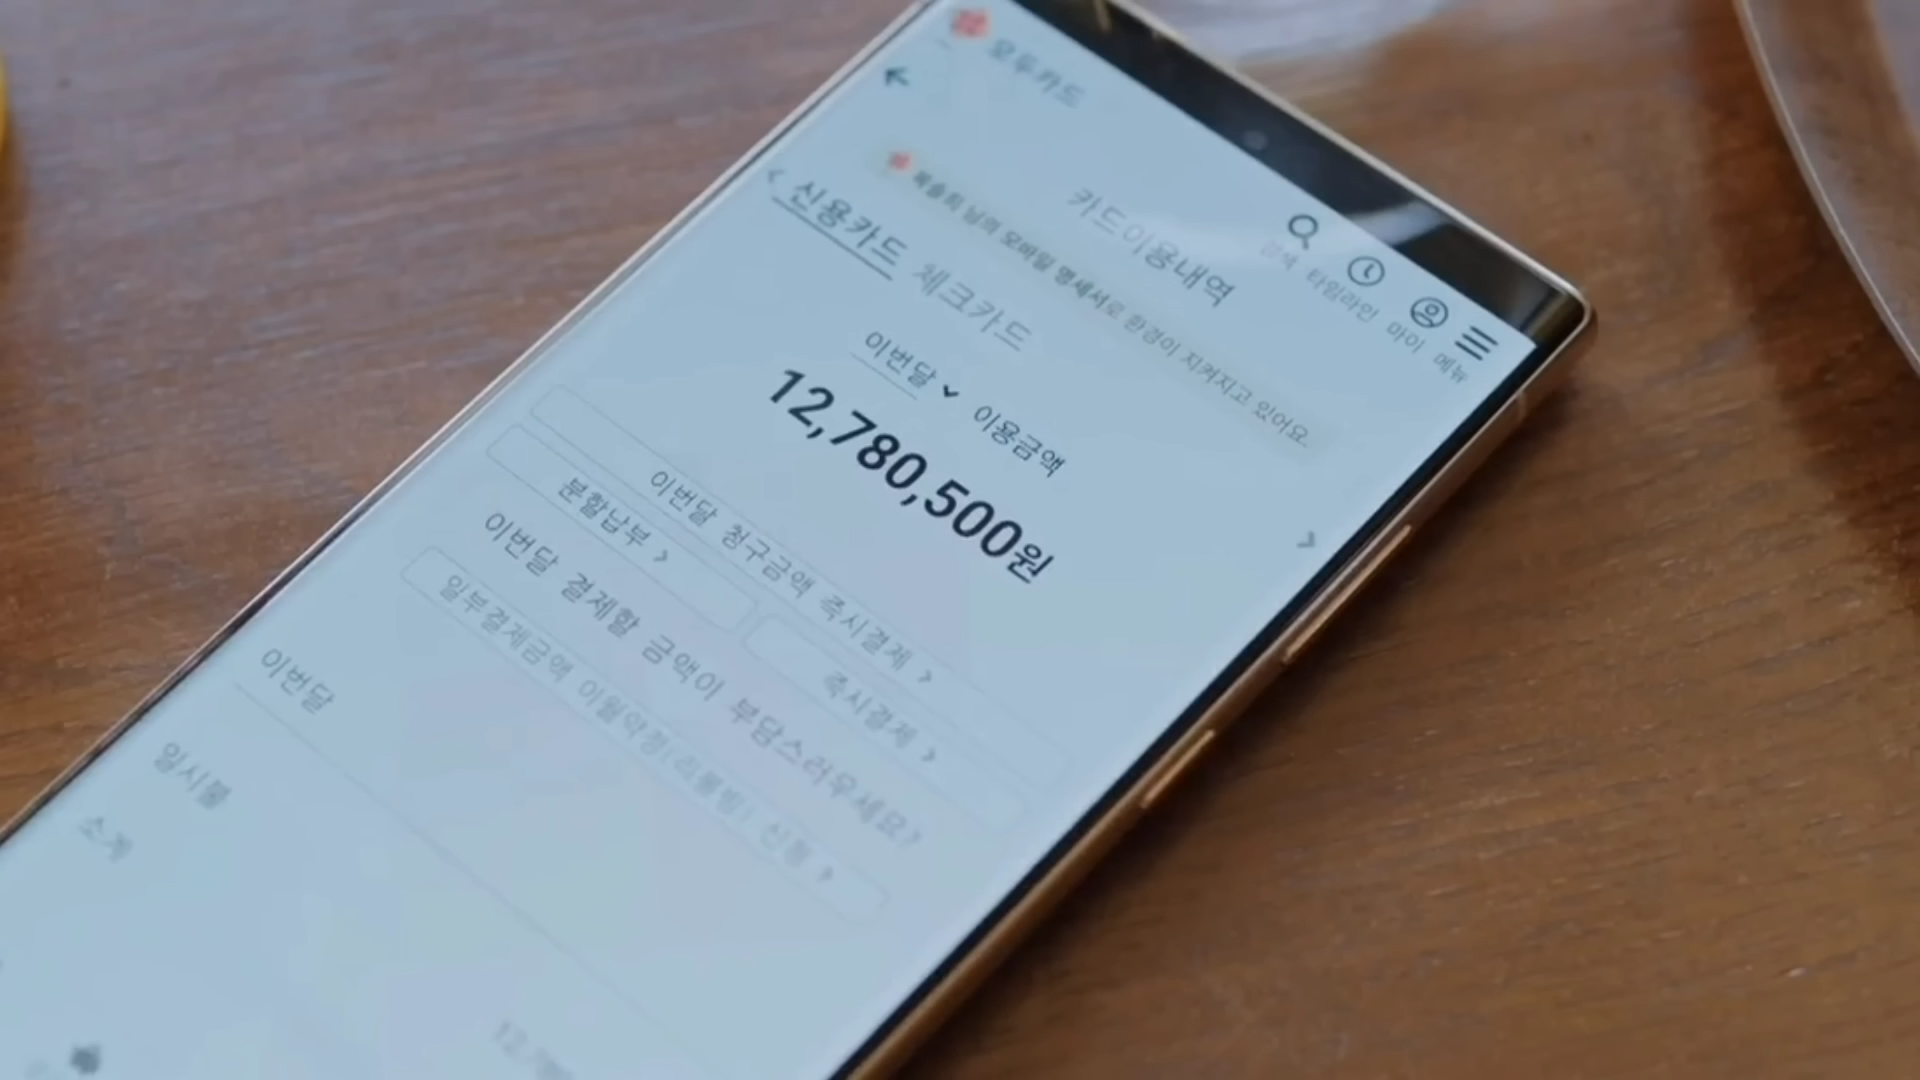 모두카드
검색 타임라인 마이 메뉴
카드이용내역
복슬희 님의 모바일 명세서로 환경이 지켜지고 있어요.
신용카드 체크카드
이번달 이용금액
12,780,500원
이번달 청구금액 즉시결제 >
분할납부 > 즉시결제 >
이번달 결제할 금액이 부담스러우세요?
일부결제금액 이월약정(리볼빙) 신청 >
이번달
일시불
소계